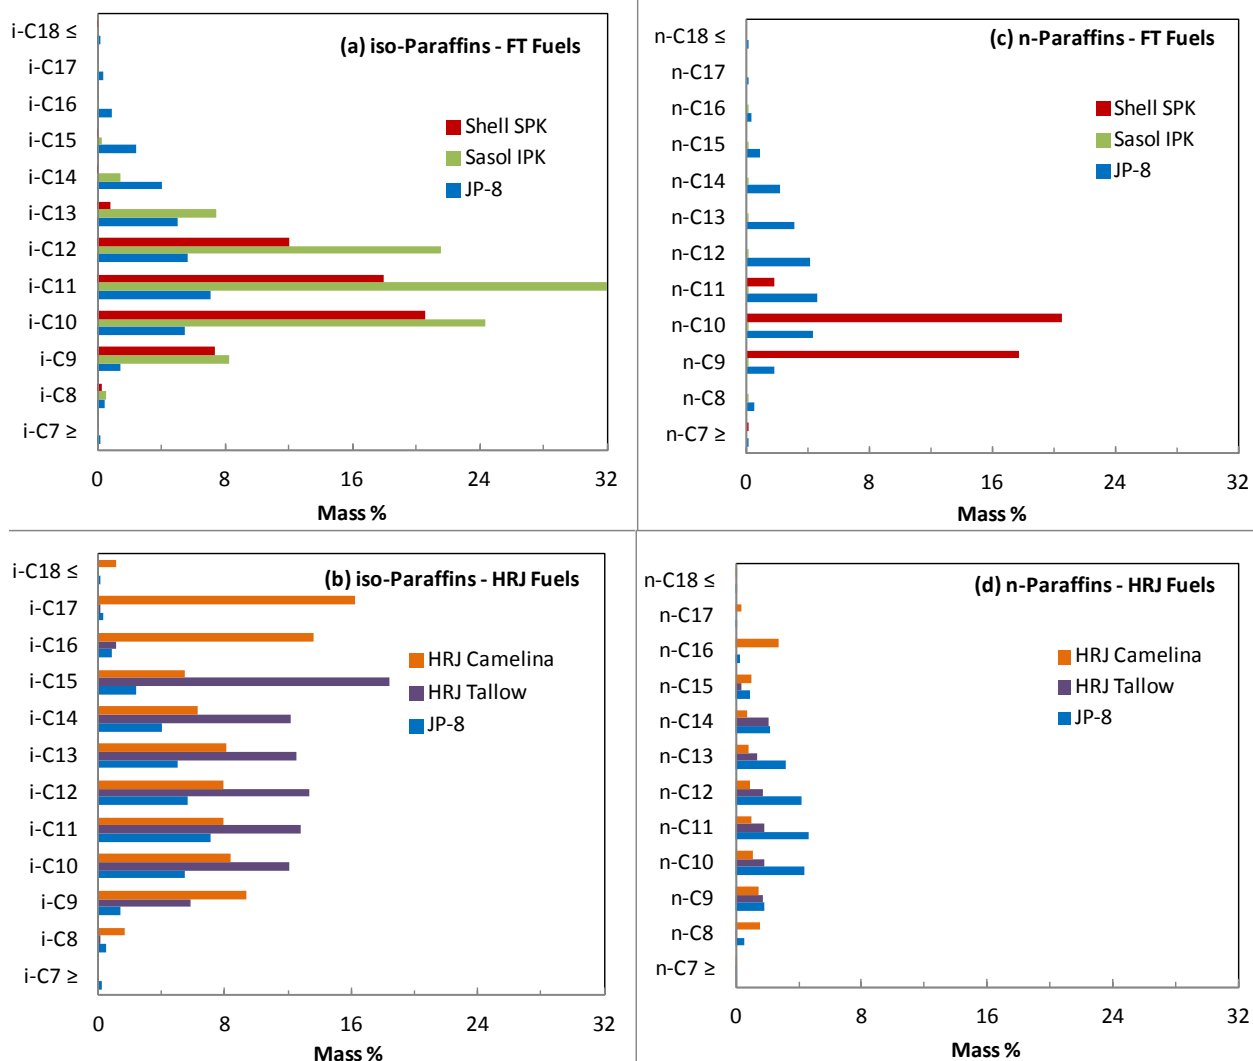 (a) iso-Paraffins - FT Fuels
i-C18 ≤
i-C17
i-C16
i-C15
i-C14
i-C13
i-C12
i-C11
i-C10
i-C9
i-C8
i-C7 ≥
Shell SPK
Sasol IPK
JP-8
0 8 16 24 32
Mass %
(c) n-Paraffins - FT Fuels
n-C18 ≤
n-C17
n-C16
n-C15
n-C14
n-C13
n-C12
n-C11
n-C10
n-C9
n-C8
n-C7 ≥
Shell SPK
Sasol IPK
JP-8
0 8 16 24 32
Mass %
(b) iso-Paraffins - HRJ Fuels
i-C18 ≤
i-C17
i-C16
i-C15
i-C14
i-C13
i-C12
i-C11
i-C10
i-C9
i-C8
i-C7 ≥
HRJ Camelina
HRJ Tallow
JP-8
0 8 16 24 32
Mass %
(d) n-Paraffins - HRJ Fuels
n-C18 ≤
n-C17
n-C16
n-C15
n-C14
n-C13
n-C12
n-C11
n-C10
n-C9
n-C8
n-C7 ≥
HRJ Camelina
HRJ Tallow
JP-8
0 8 16 24 32
Mass %